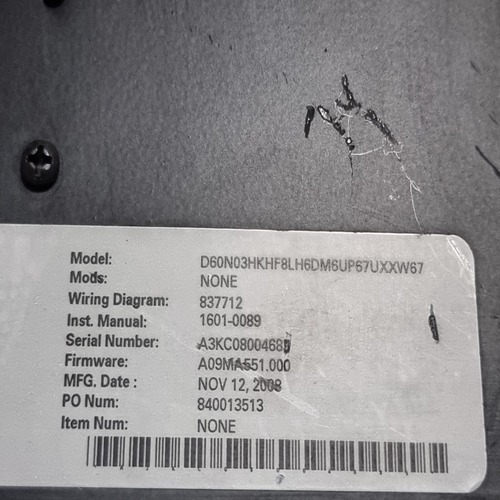 Model: D60N03HKHF8LH6DM6UP67UXXW67
Mods: NONE
Wiring Diagram: 837712
Inst. Manual: 1601-0089
Serial Number:
Firmware: A09MA551.000
MFG. Date : NOV 12, 2008
PO Num: 840013513
Item Num: NONE